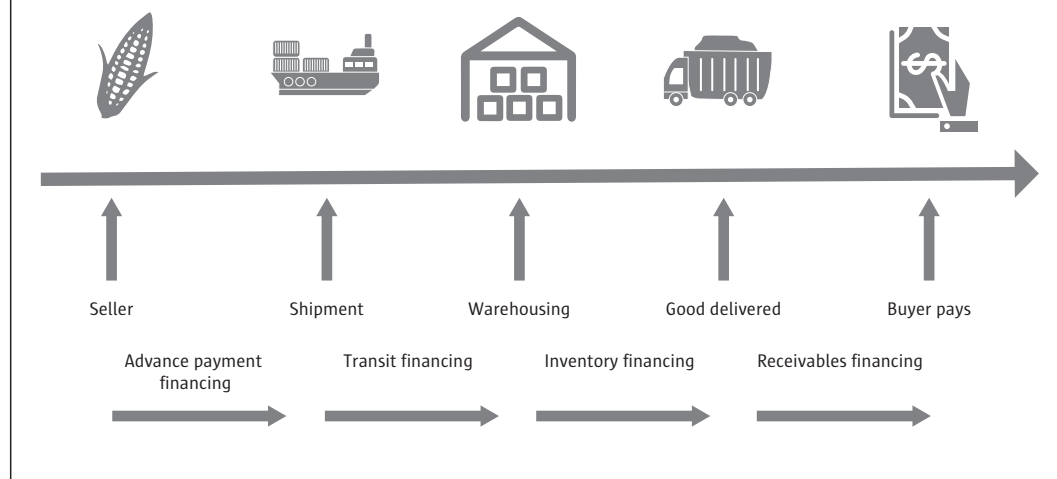 Seller
Shipment
Warehousing
Good delivered
Buyer pays
Advance payment
financing
Transit financing
Inventory financing
Receivables financing